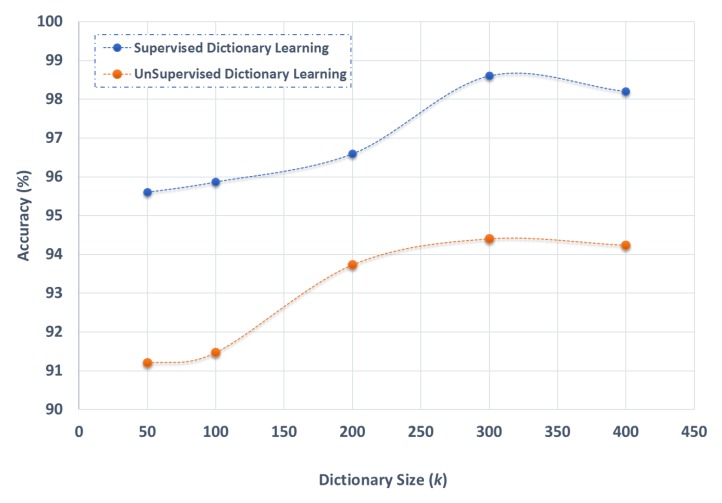 100
99
98
97
96
95
94
93
92
91
90
Accuracy (%)
Supervised Dictionary Learning
UnSupervised Dictionary Learning
0 50 100 150 200 250 300 350 400 450
Dictionary Size (k)